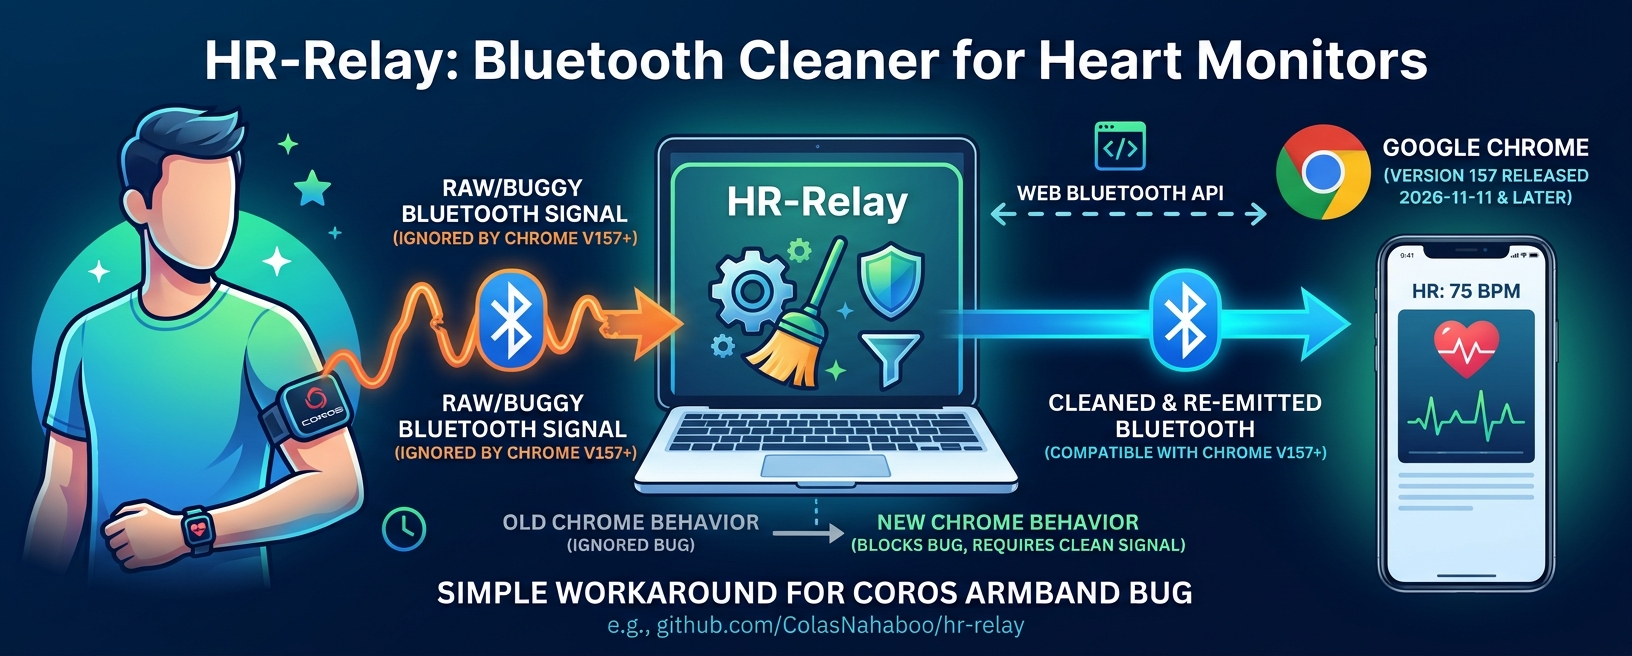 HR-Relay: Bluetooth Cleaner for Heart Monitors
RAW/BUGGY
BLUETOOTH SIGNAL
(IGNORED BY CHROME V157+)
HR-Relay
WEB BLUETOOTH API
GOOGLE CHROME
(VERSION 157 RELEASED
2026-11-11 & LATER)
9:41
HR: 75 BPM
COROS
RAW/BUGGY
BLUETOOTH SIGNAL
(IGNORED BY CHROME V157+)
CLEANED & RE-EMITTED
BLUETOOTH
(COMPATIBLE WITH CHROME V157+)
OLD CHROME BEHAVIOR
(IGNORED BUG)
NEW CHROME BEHAVIOR
(BLOCKS BUG, REQUIRES CLEAN SIGNAL)
SIMPLE WORKAROUND FOR COROS ARMBAND BUG
e.g., github.com/ColasNahaboo/hr-relay